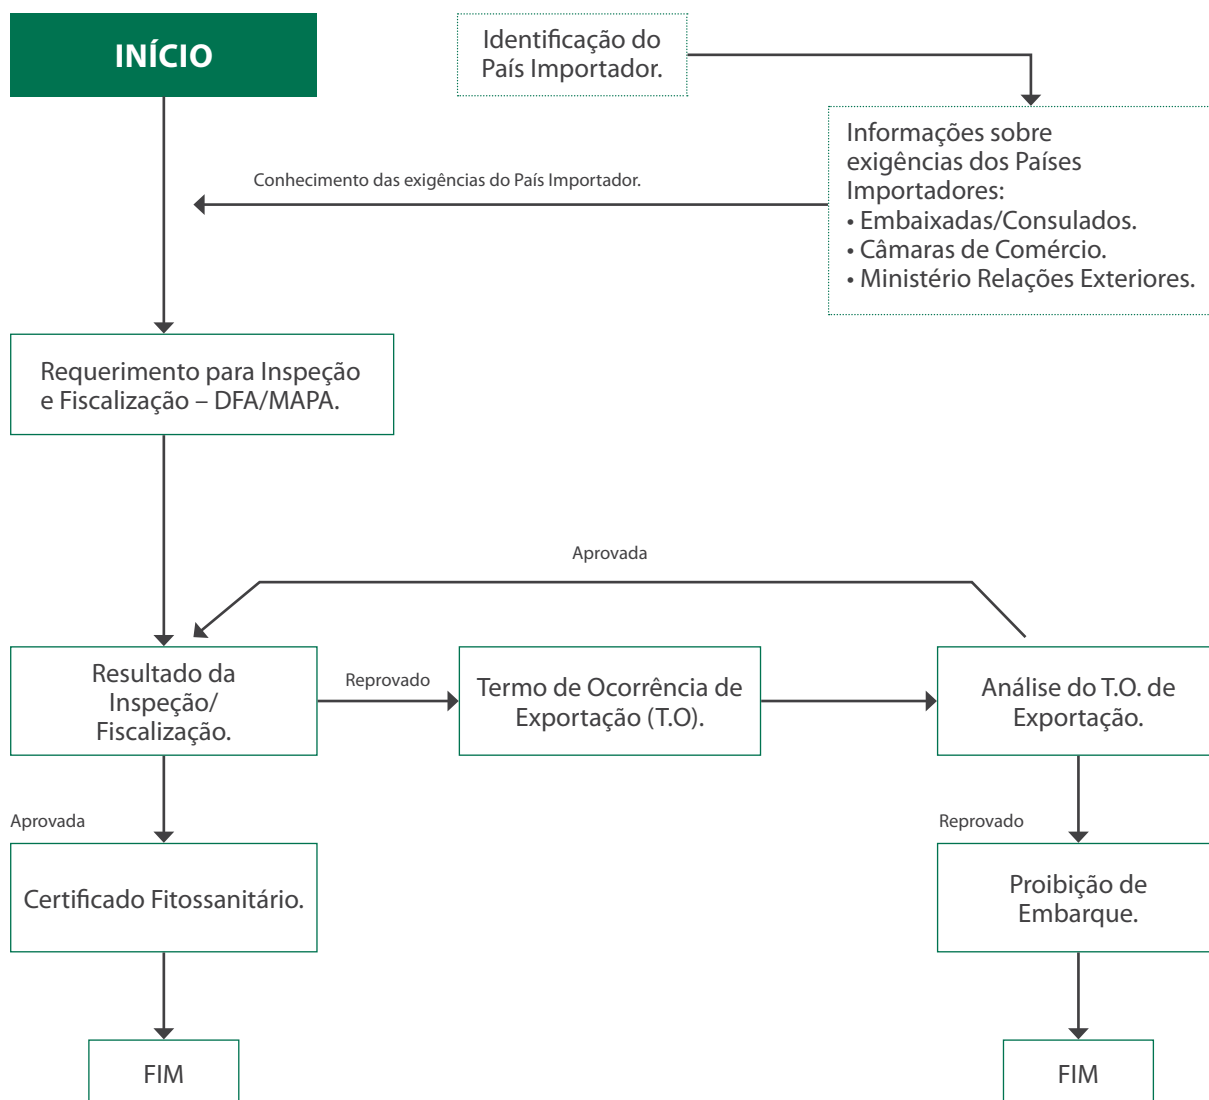 INÍCIO
Identificação do
País Importador.
Informações sobre
exigências dos Países
Importadores:
• Embaixadas/Consulados.
• Câmaras de Comércio.
• Ministério Relações Exteriores.
Conhecimento das exigências do País Importador.
Requerimento para Inspeção
e Fiscalização – DFA/MAPA.
Aprovada
Resultado da
Inspeção/
Fiscalização.
Reprovado
Termo de Ocorrência de
Exportação (T.O).
Análise do T.O. de
Exportação.
Aprovada
Reprovado
Certificado Fitossanitário.
Proibição de
Embarque.
FIM
FIM